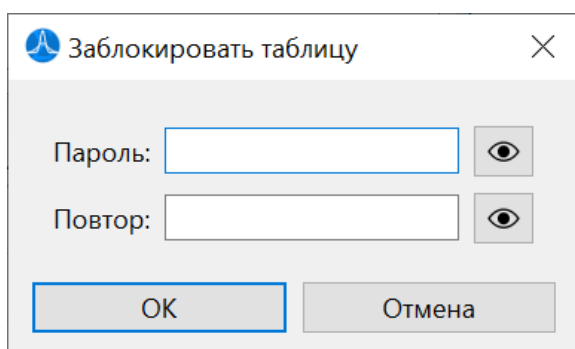 Заблокировать таблицу
Пароль:
Повтор:
OK
Отмена